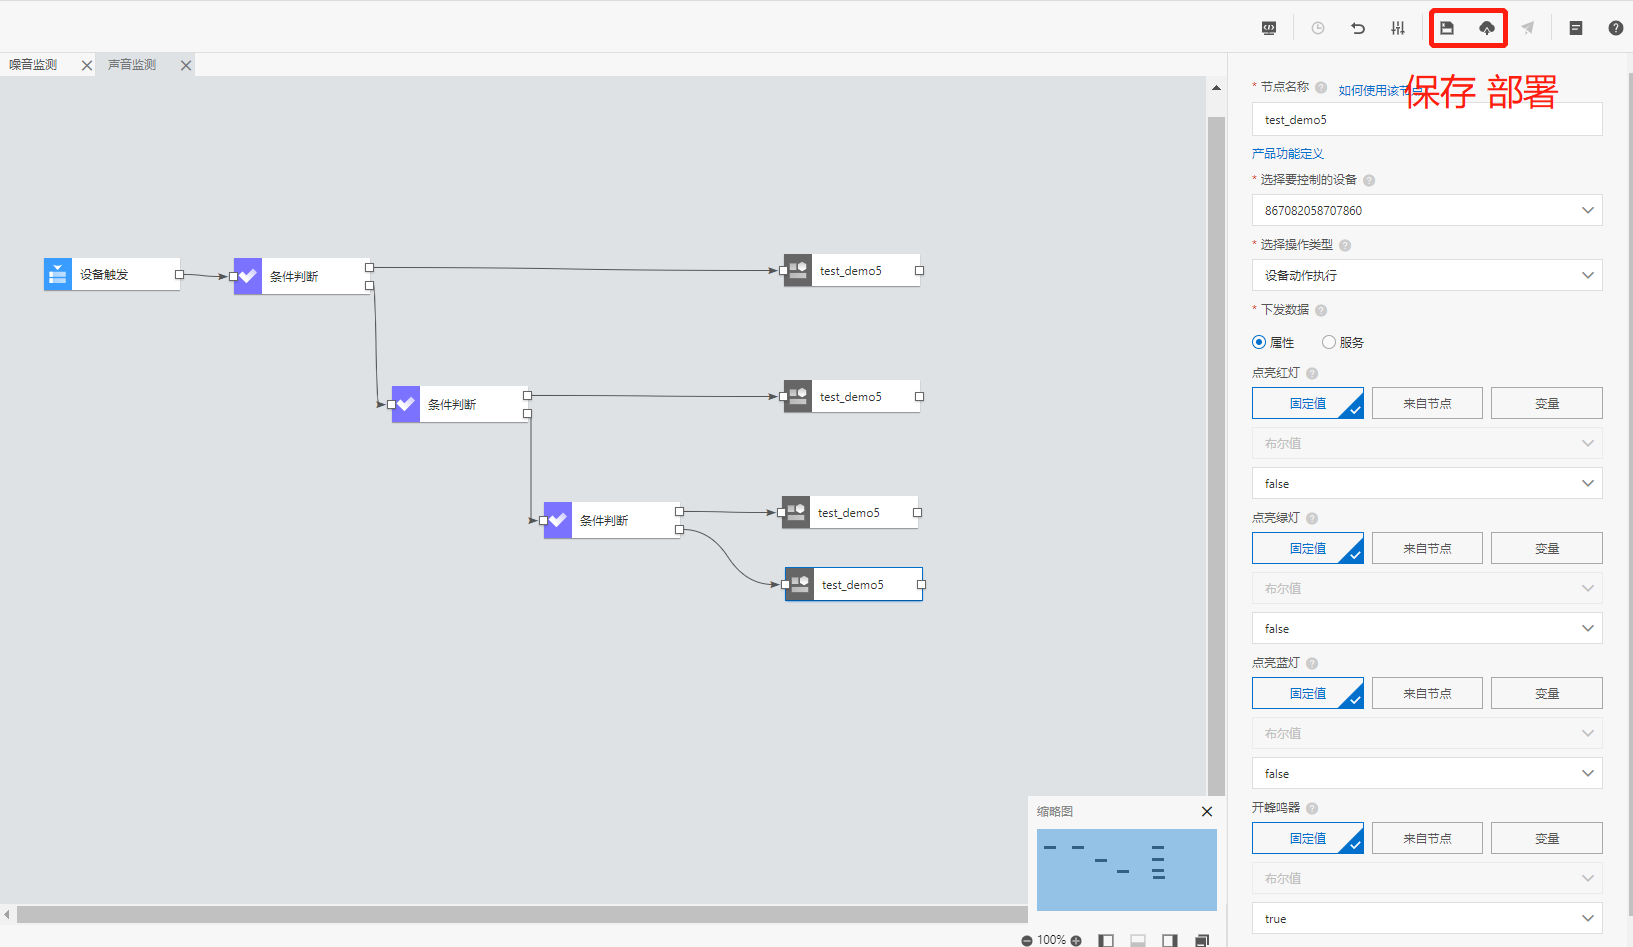 噪音监测
声音监测
保存 部署
* 节点名称
如何使用该节点
test_demo5
产品功能定义
* 选择要控制的设备
867082058707860
* 选择操作类型
设备动作执行
* 下发数据
属性
服务
点亮红灯
固定值
来自节点
变量
布尔值
false
点亮绿灯
固定值
来自节点
变量
布尔值
false
点亮蓝灯
固定值
来自节点
变量
布尔值
false
开蜂鸣器
固定值
来自节点
变量
布尔值
true
设备触发
条件判断
test_demo5
条件判断
test_demo5
条件判断
test_demo5
test_demo5
缩略图
100%